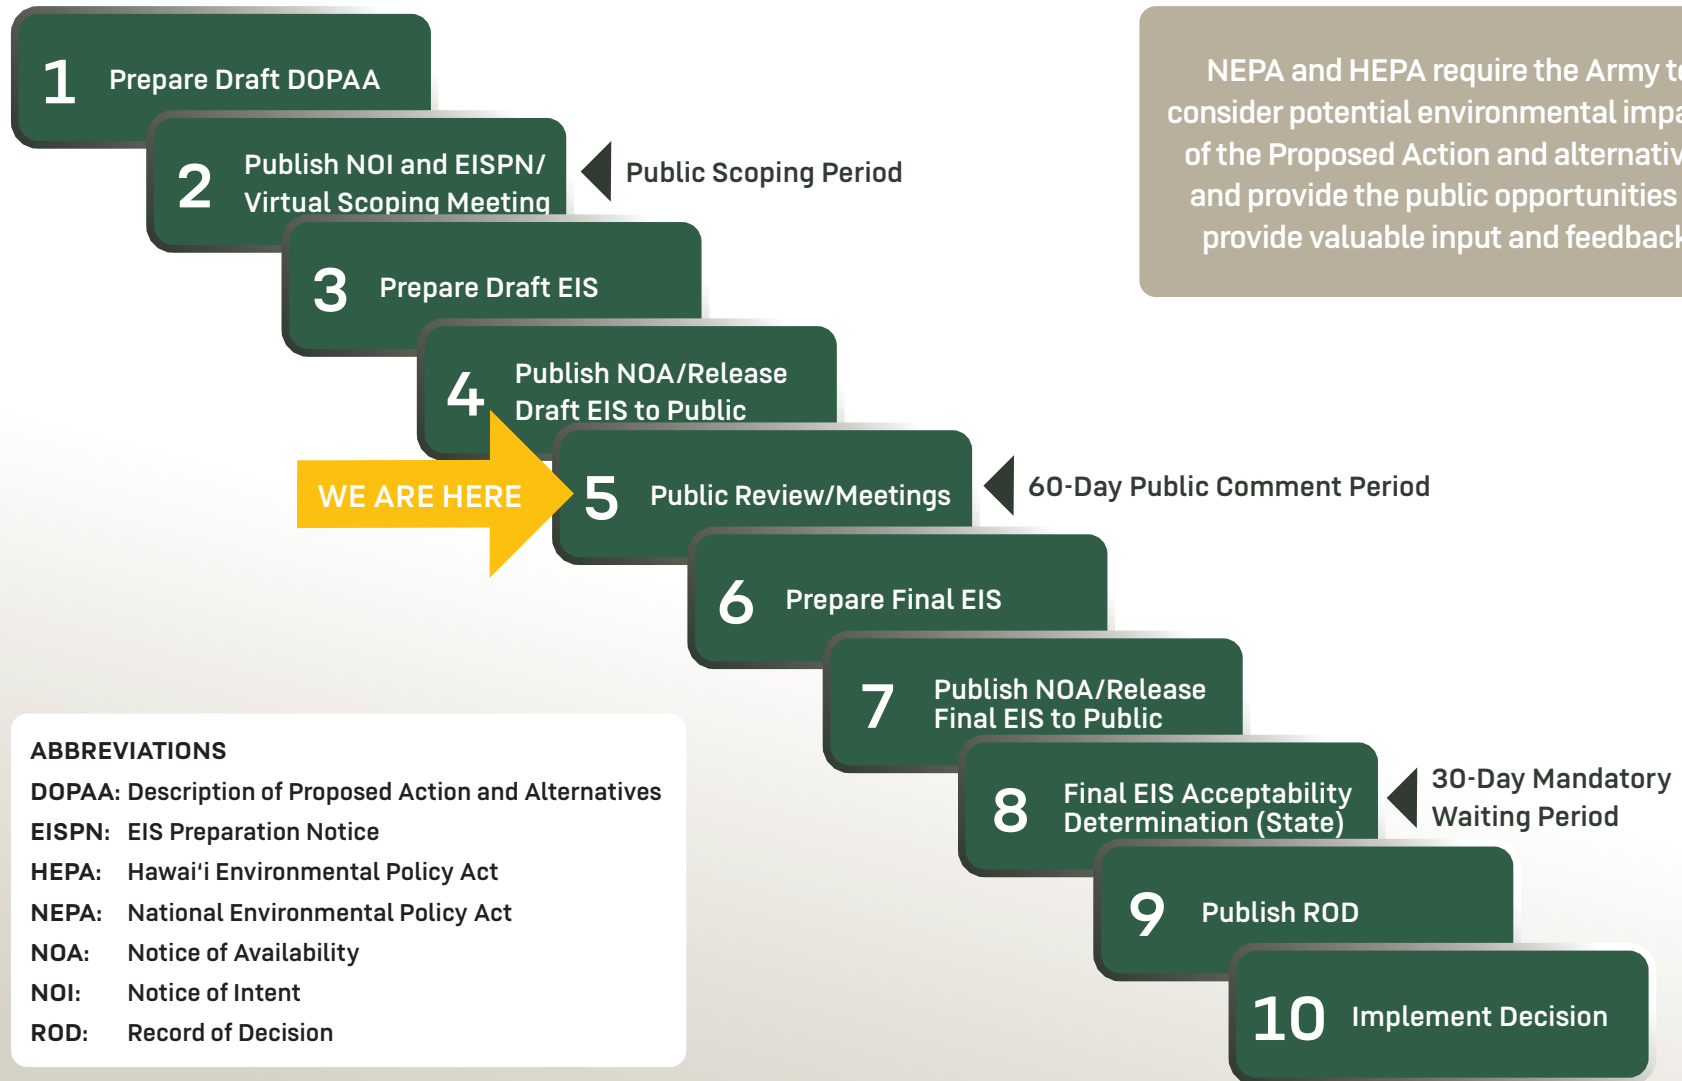 1 Prepare Draft DOPAA
2 Publish NOI and EISPN/
Virtual Scoping Meeting
Public Scoping Period
3 Prepare Draft EIS
4 Publish NOA/Release
Draft EIS to Public
WE ARE HERE
5 Public Review/Meetings
60-Day Public Comment Period
6 Prepare Final EIS
7 Publish NOA/Release
Final EIS to Public
8 Final EIS Acceptability
Determination (State)
30-Day Mandatory
Waiting Period
9 Publish ROD
10 Implement Decision
NEPA and HEPA require the Army
consider potential environmental
of the Proposed Action and
and provide the public opportunities
provide valuable input and feedback
ABBREVIATIONS
DOPAA: Description of Proposed Action and Alternatives
EISPN: EIS Preparation Notice
HEPA: Hawaiʻi Environmental Policy Act
NEPA: National Environmental Policy Act
NOA: Notice of Availability
NOI: Notice of Intent
ROD: Record of Decision